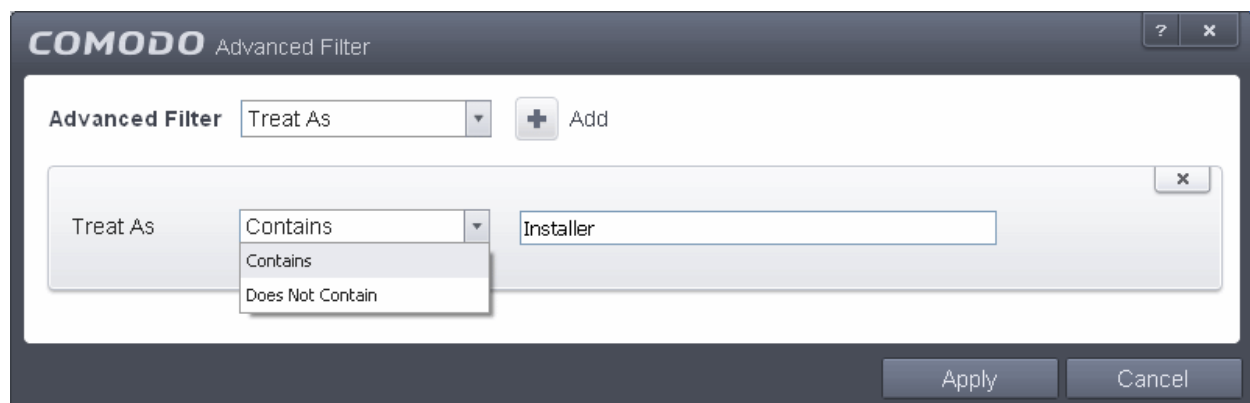 COMODO Advanced Filter ? x
Advanced Filter Treat As + Add
x
Treat As Contains Installer
Contains
Does Not Contain
Apply Cancel